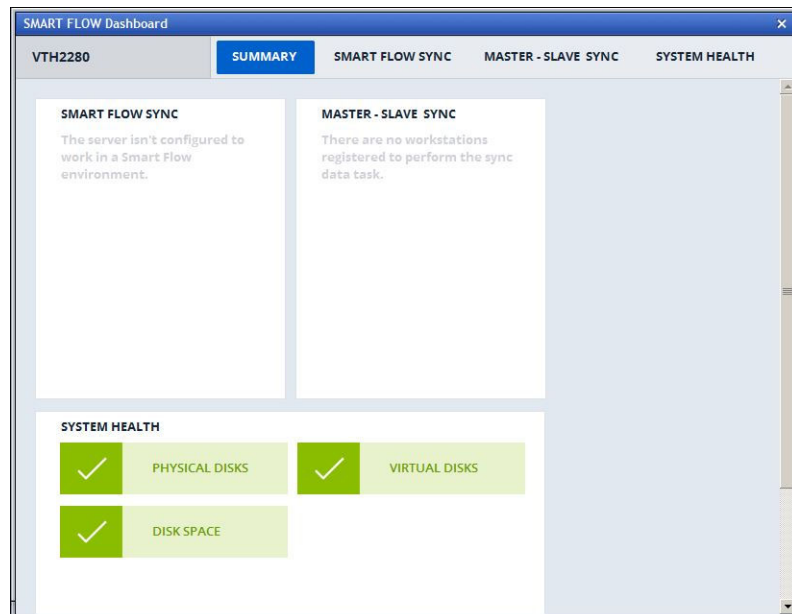 SMART FLOW Dashboard
VTH2280
SUMMARY
SMART FLOW SYNC
MASTER - SLAVE SYNC
SYSTEM HEALTH
SMART FLOW SYNC
The server isn't configured to
work in a Smart Flow
environment.
MASTER - SLAVE SYNC
There are no workstations
registered to perform the sync
data task.
SYSTEM HEALTH
PHYSICAL DISKS
VIRTUAL DISKS
DISK SPACE